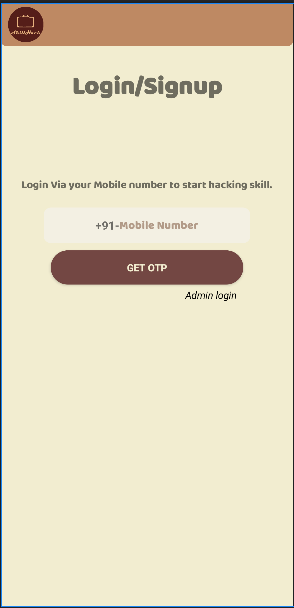 Login/Signup
Login Via your Mobile number to start hacking skill.
+91-Mobile Number
GET OTP
Admin login